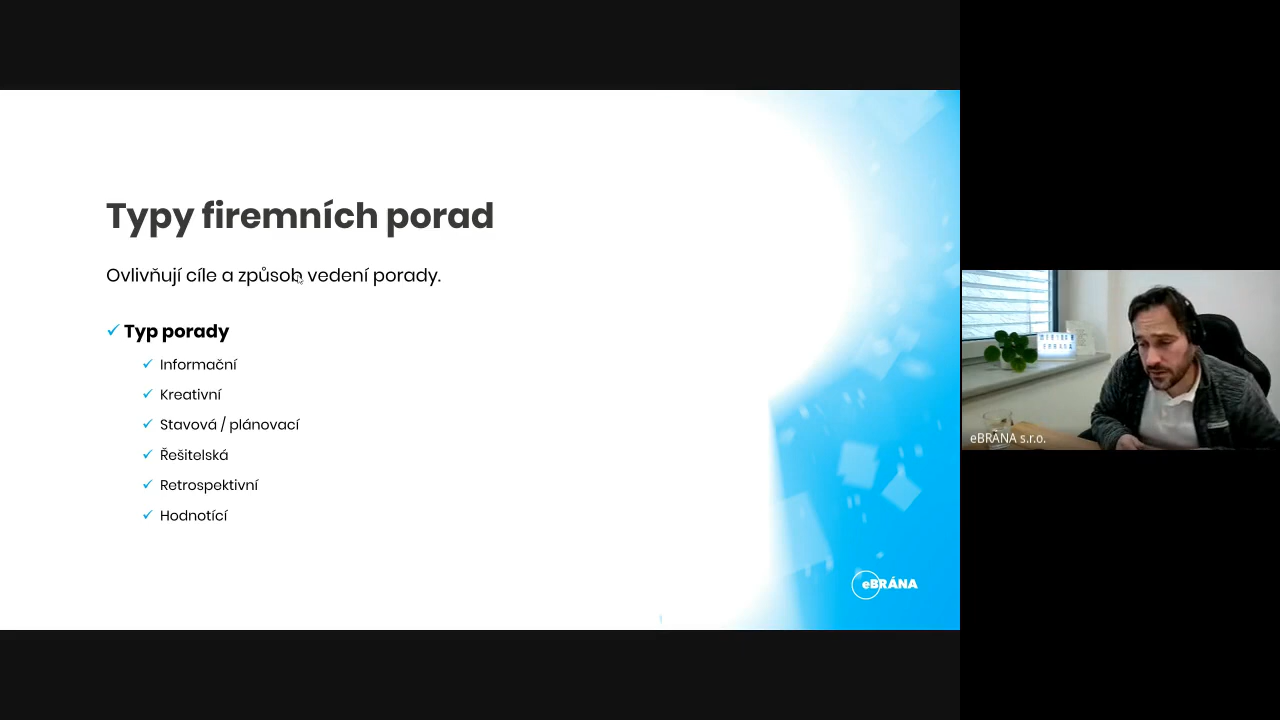 Typy firemních porad
Ovlivňují cíle a způsob vedení porady.
Typ porady
Informační
Kreativní
Stavová / plánovací
Řešitelská
Retrospektivní
Hodnotící
eBRÁNA
eBRÁNA s.r.o.